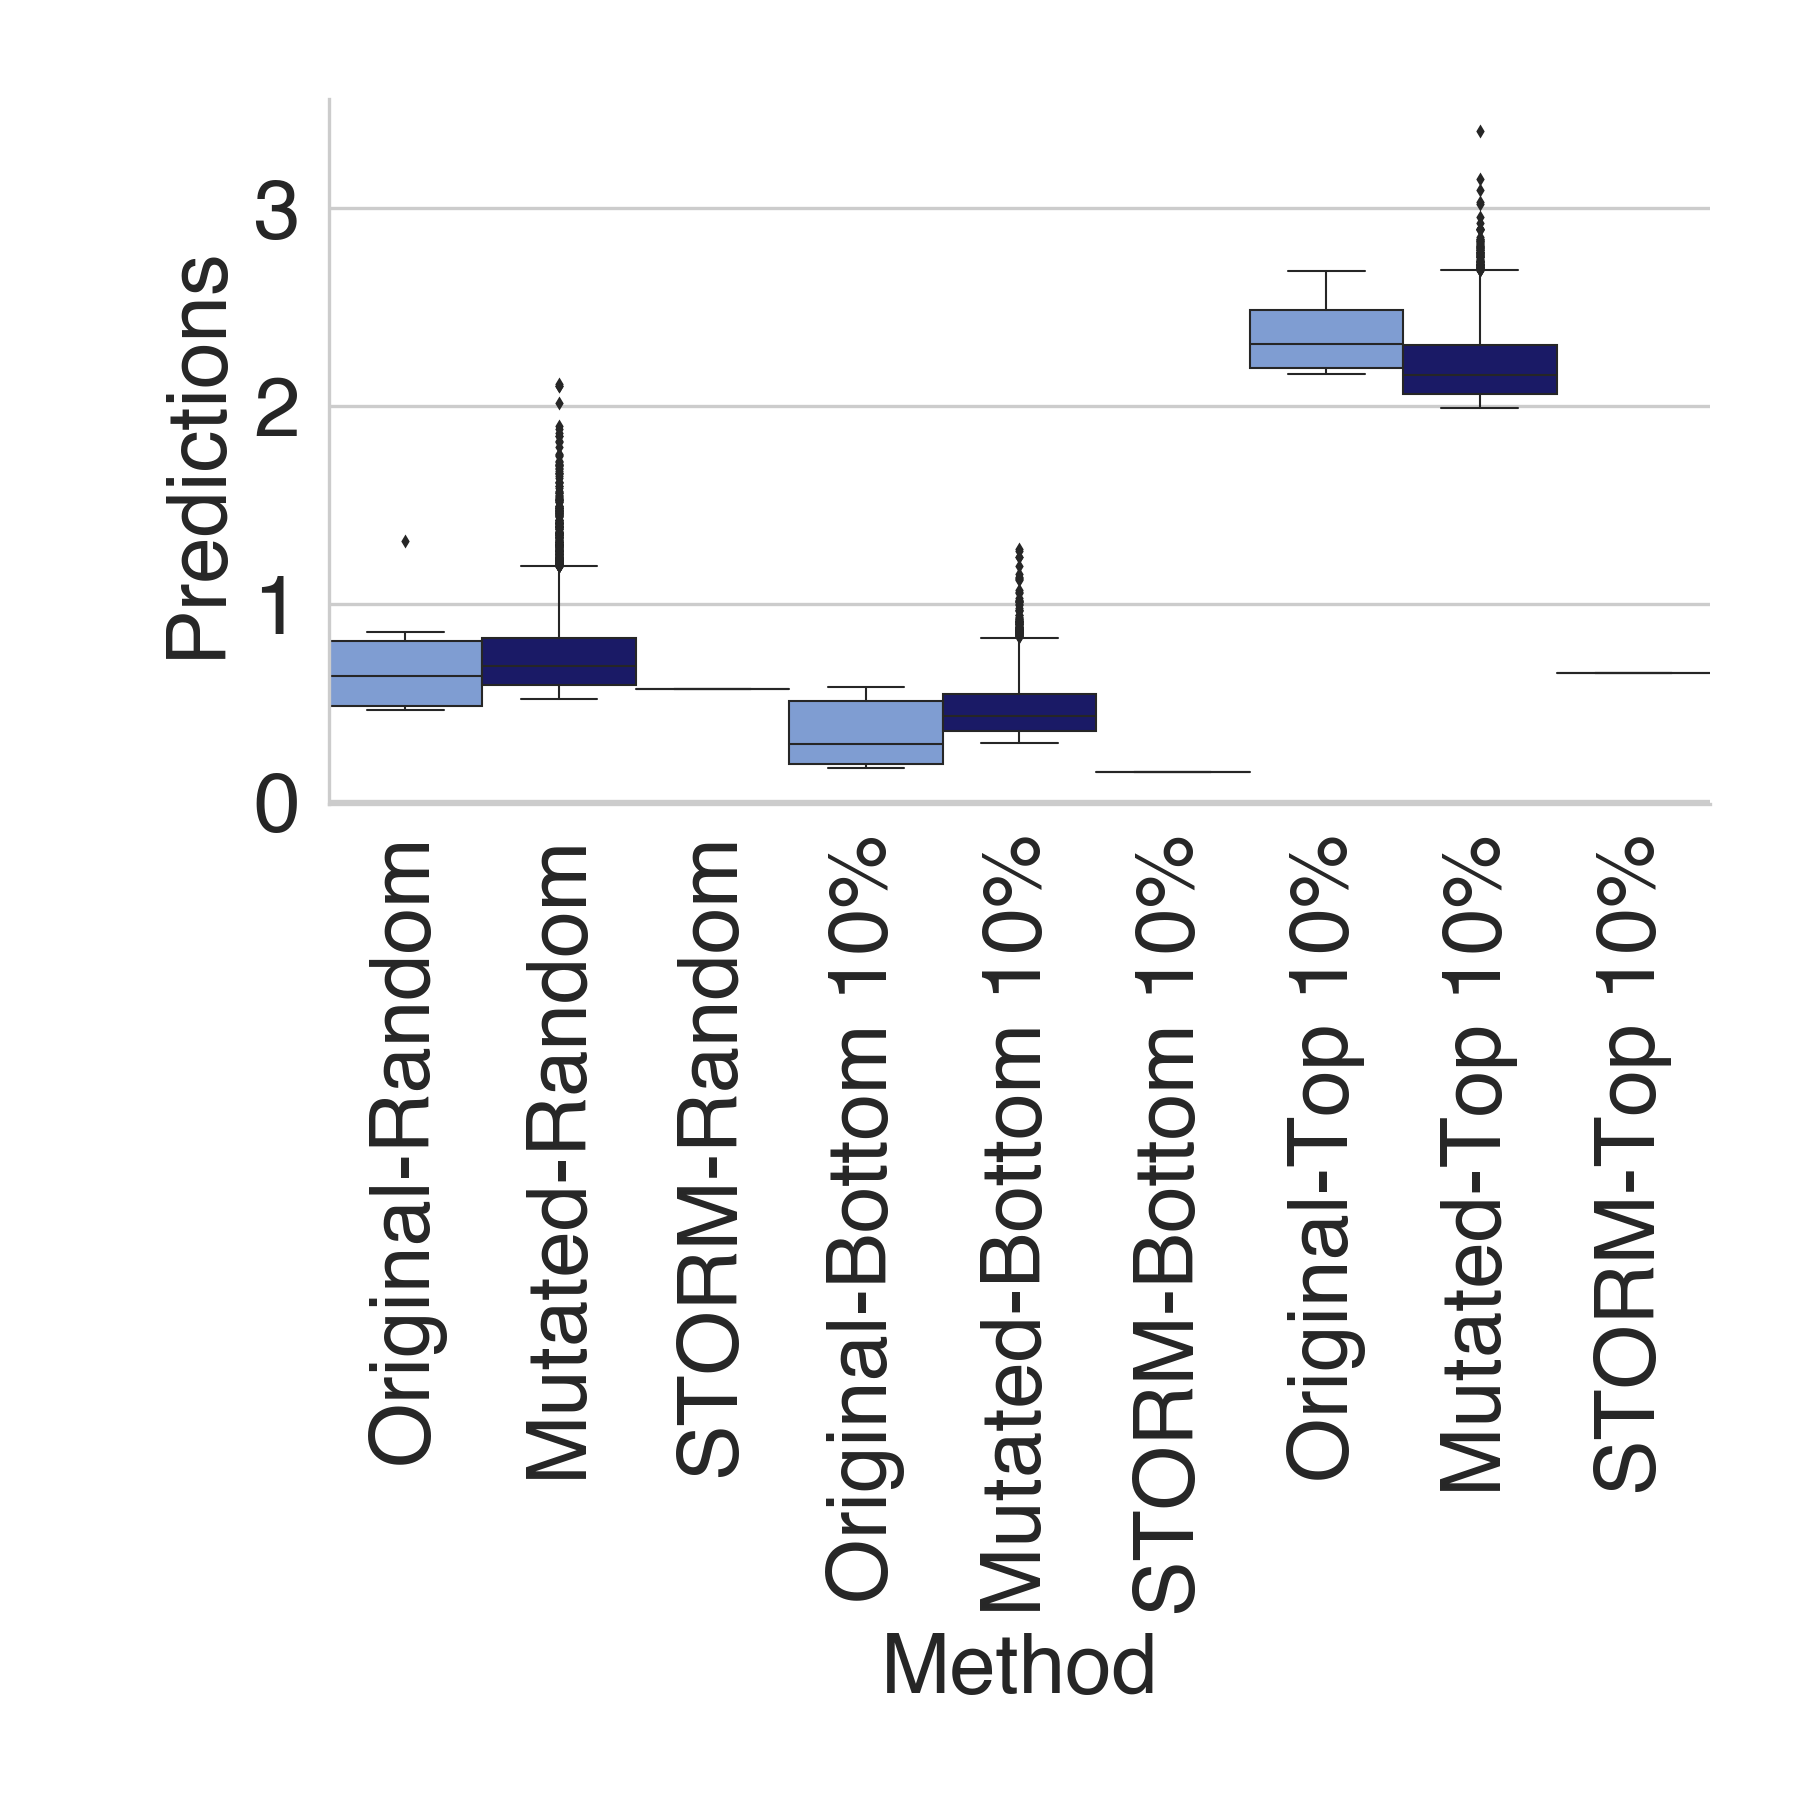 Predictions
3
2
1
0
Original-Random
Mutated-Random
STORM-Random
Original-Bottom 10%
Mutated-Bottom 10%
STORM-Bottom 10%
Original-Top 10%
Mutated-Top 10%
STORM-Top 10%
Method